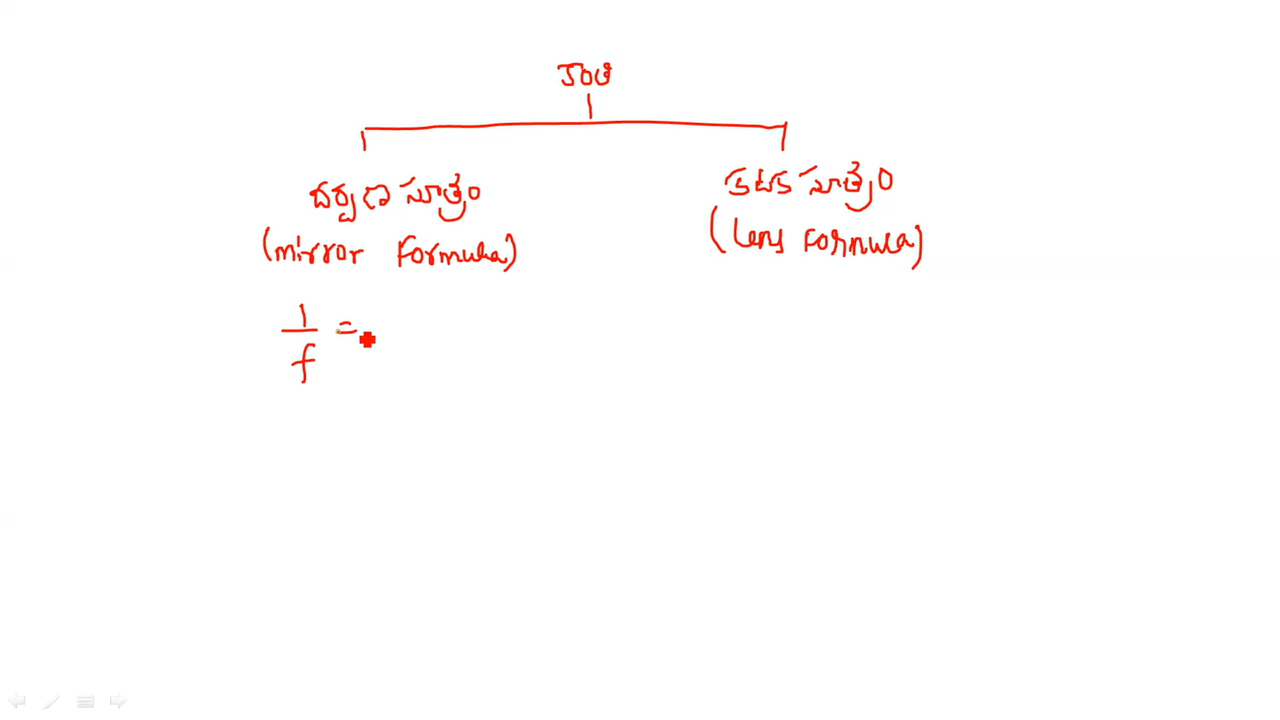 కాంతి
దర్పణ సూత్రం
(mirror formula)
కటక సూత్రం
(Lens formula)
1/f =